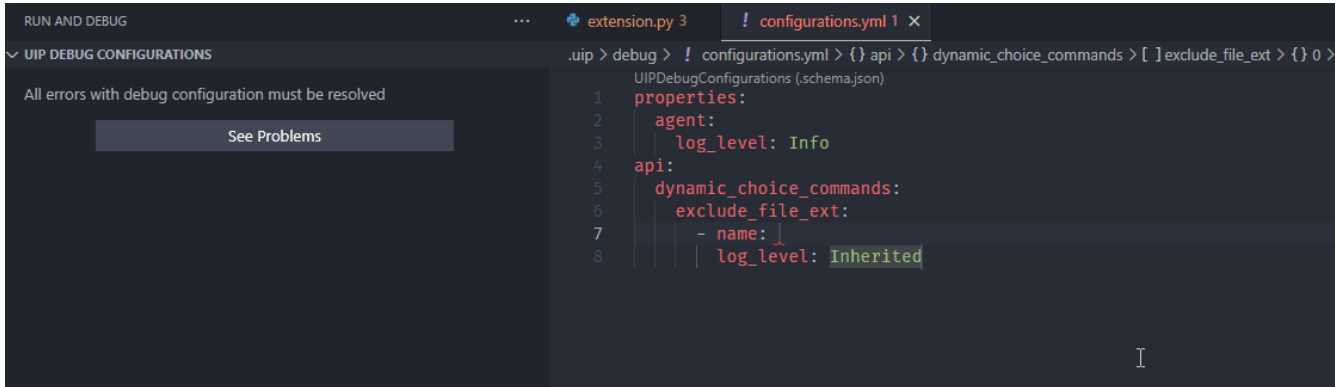 RUN AND DEBUG ...
UIP DEBUG CONFIGURATIONS
All errors with debug configuration must be resolved
See Problems
extension.py 3 ! configurations.yml 1 ×
.uip > debug > ! configurations.yml > {} api > {} dynamic_choice_commands > [ ] exclude_file_ext > {} 0 >
UIPDebugConfigurations (.schema.json)
1 properties:
2 agent:
3 log_level: Info
4 api:
5 dynamic_choice_commands:
6 exclude_file_ext:
7 - name:
8 log_level: Inherited